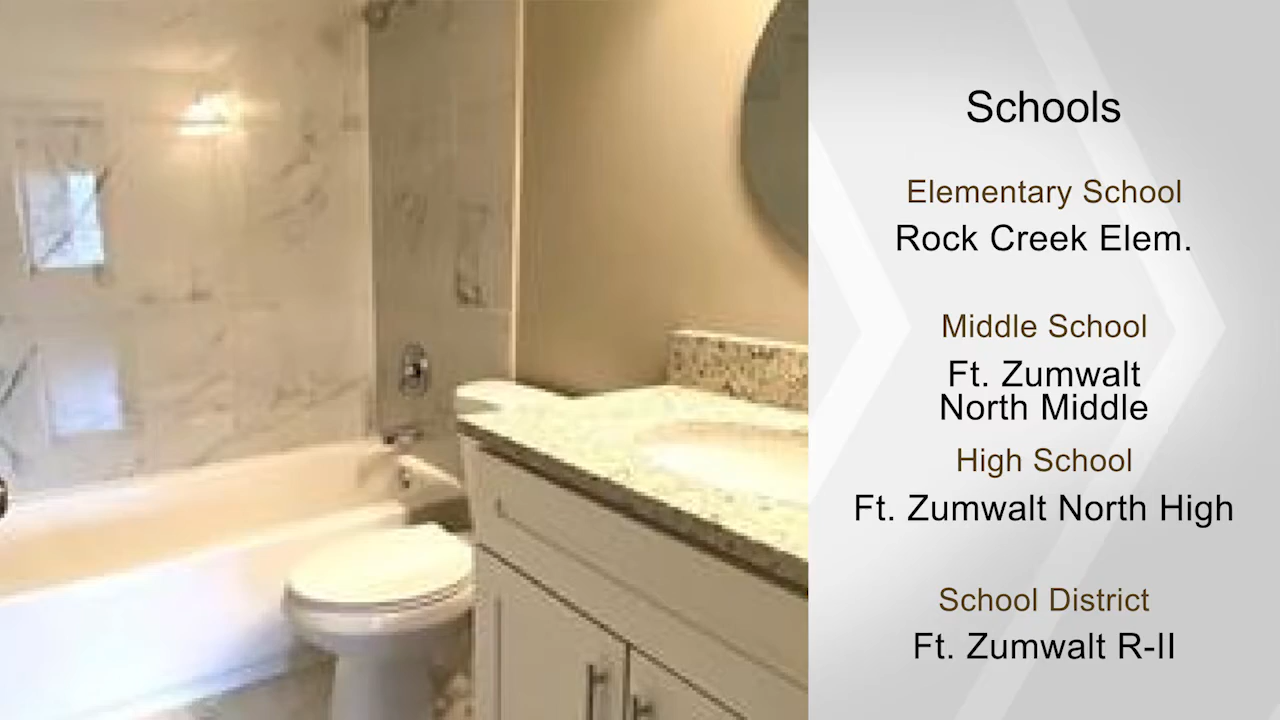 Schools
Elementary School
Rock Creek Elem.
Middle School
Ft. Zumwalt
North Middle
High School
Ft. Zumwalt North High
School District
Ft. Zumwalt R-II